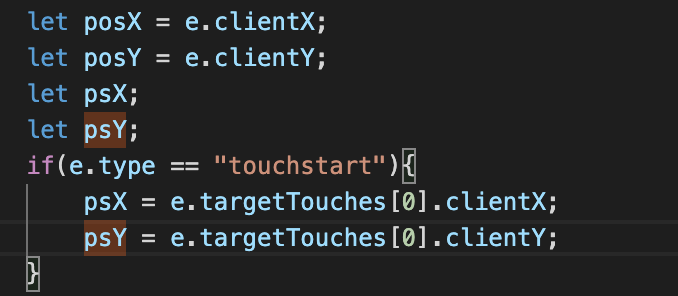 let posX = e.clientX;
let posY = e.clientY;
let psX;
let psY;
if(e.type == "touchstart"){
psX = e.targetTouches[0].clientX;
psY = e.targetTouches[0].clientY;
}